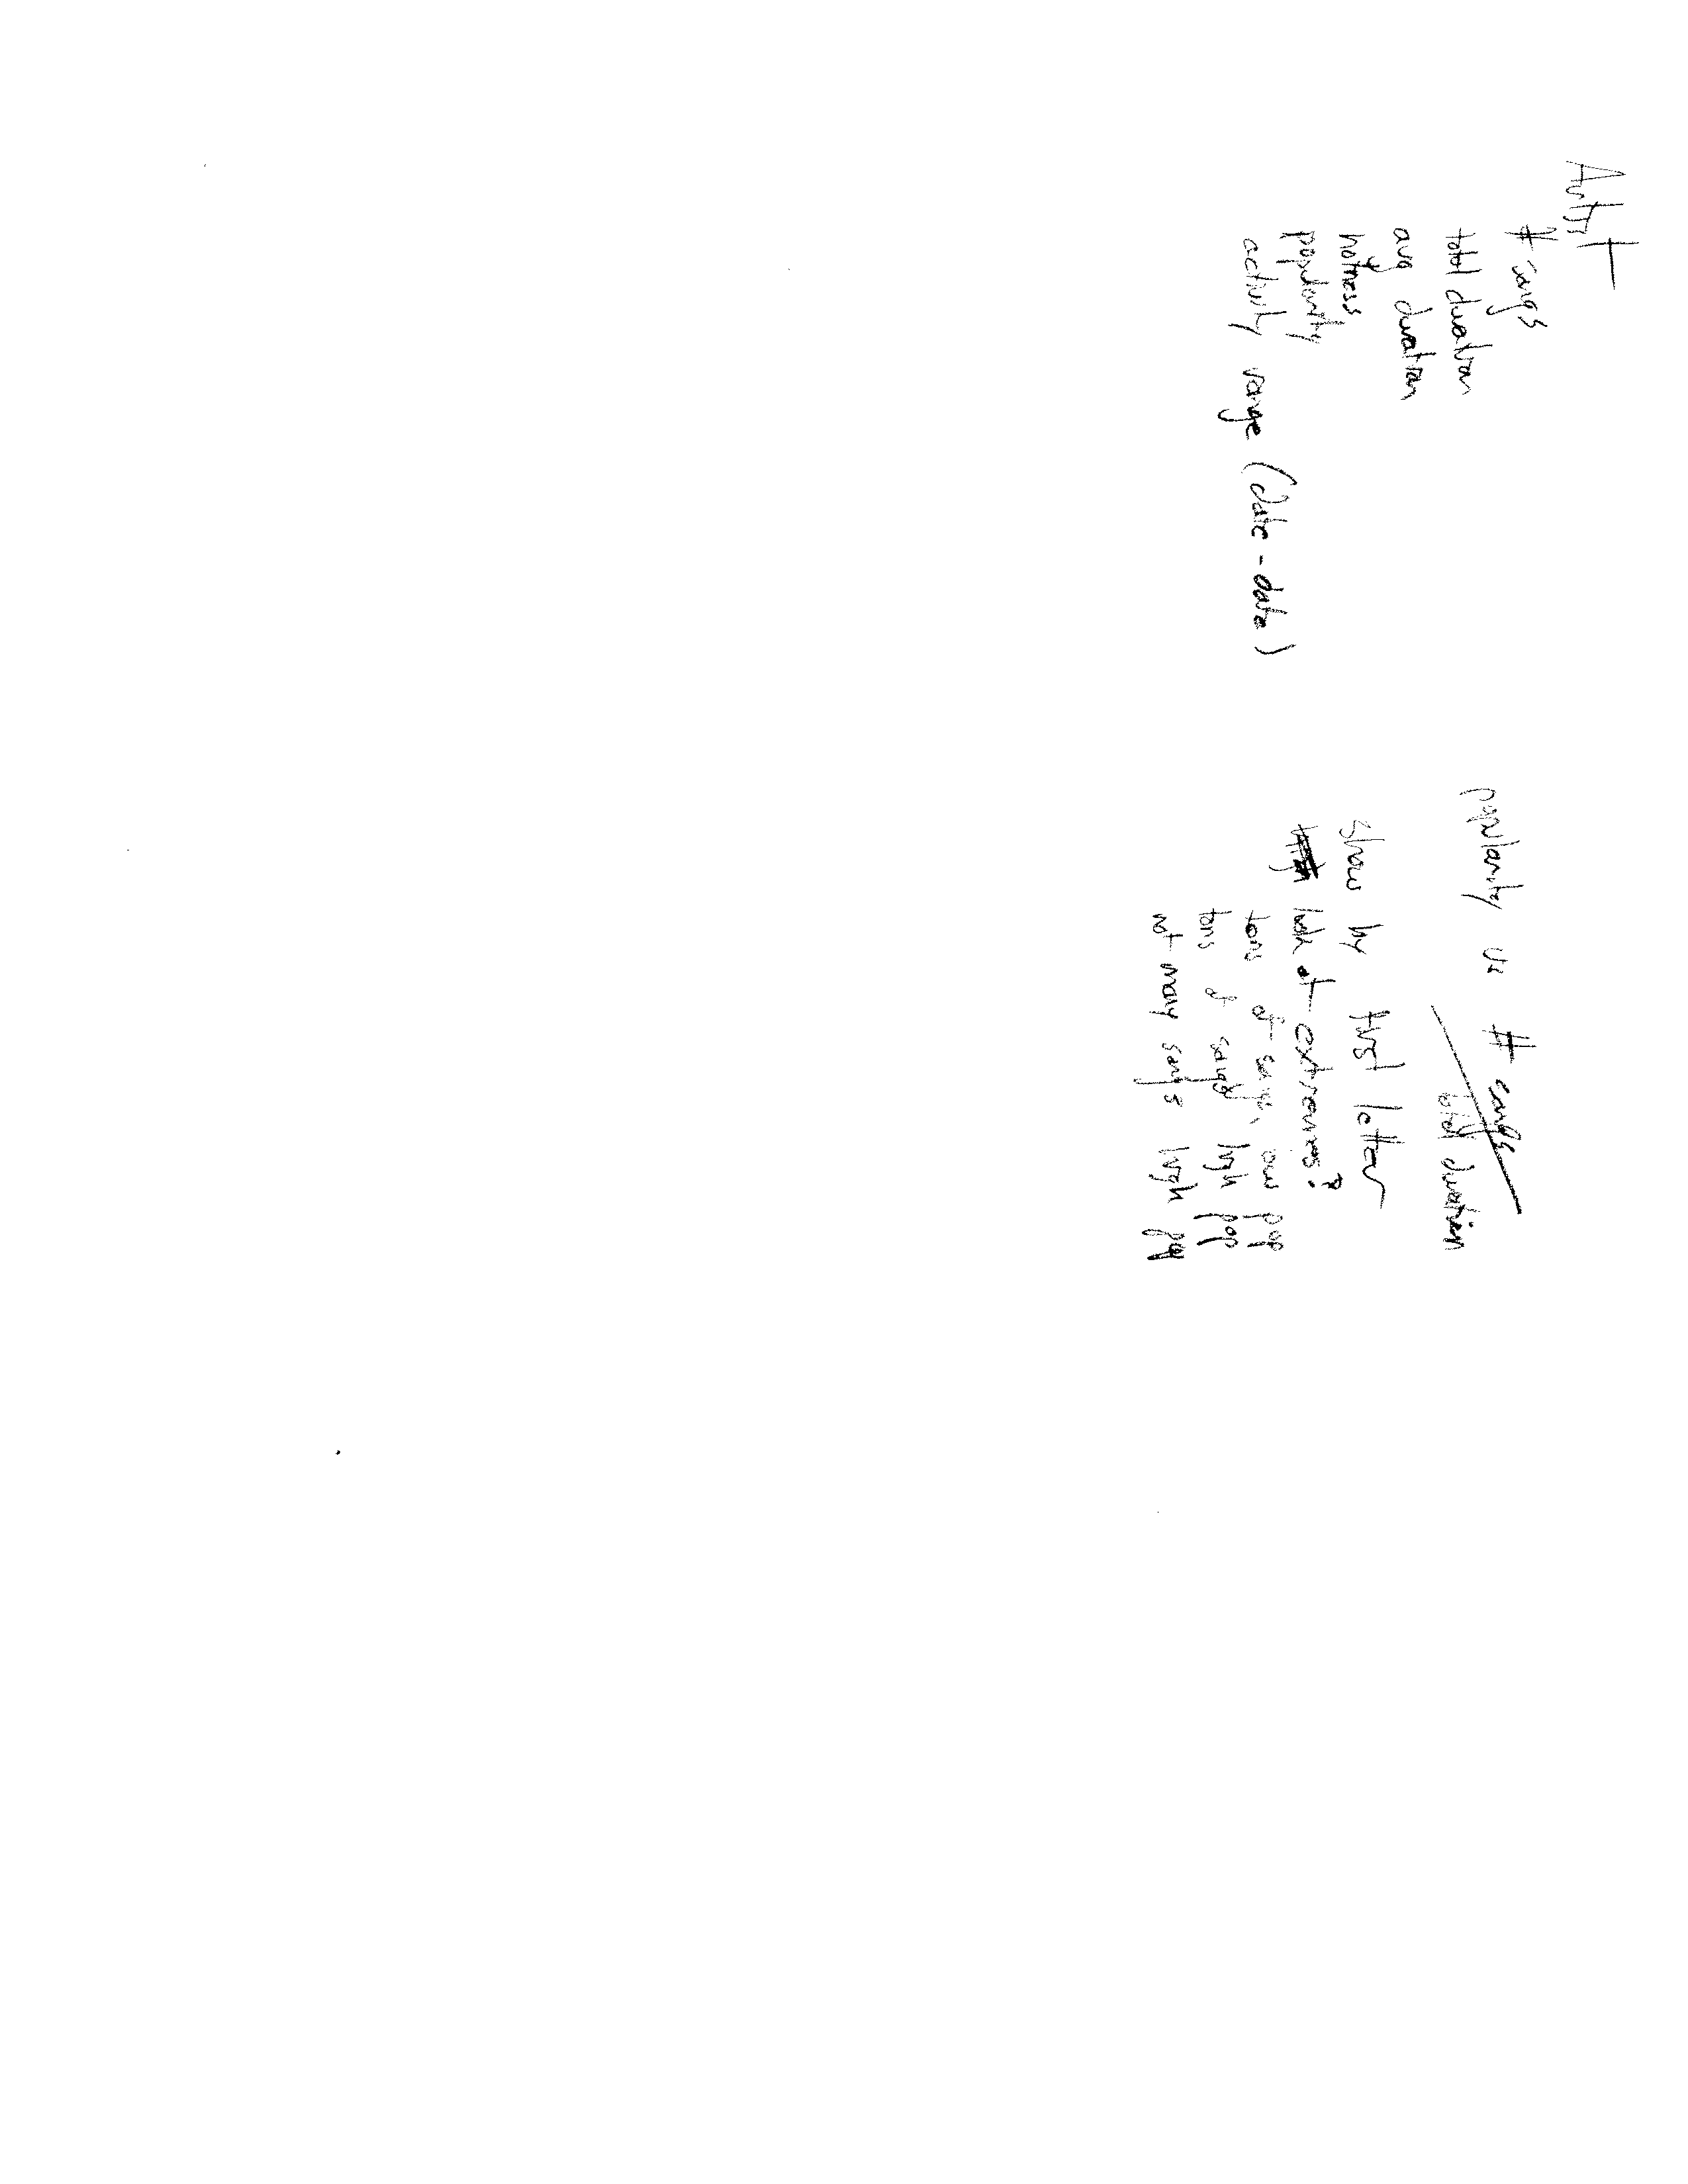 Artist
# songs
total duration
avg duration
hotness
popularity
activity range (date - date)
popularity vs # songs
total duration
show by first letter
look at extremes?
tons of songs, low pop
tons of songs high pop
not many songs high pop